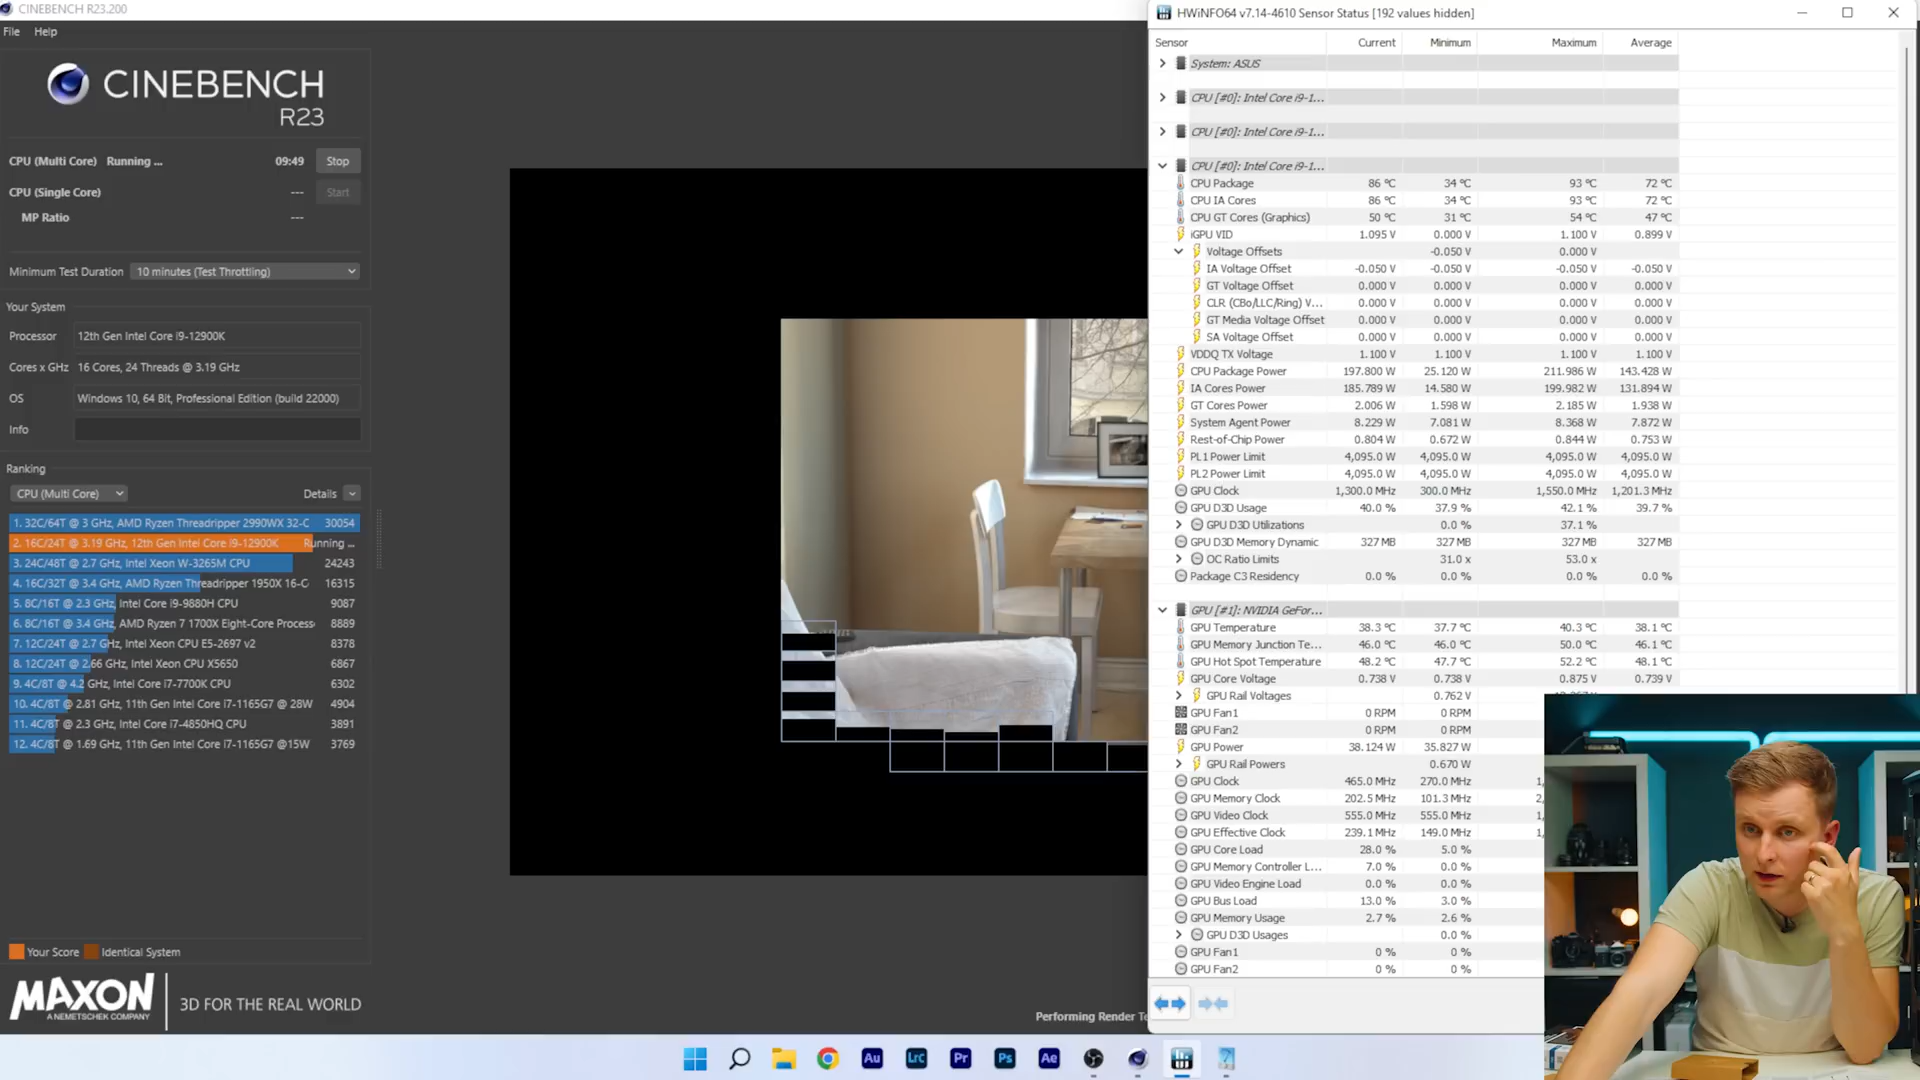 CINEBENCH R23.200
File Help
CINEBENCH
R23
CPU (Multi Core) Running ... 09:49 Stop
CPU (Single Core) --- Start
MP Ratio ---
Minimum Test Duration 10 minutes (Test Throttling)
Your System
Processor 12th Gen Intel Core i9-12900K
Cores x GHz 16 Cores, 24 Threads @ 3.19 GHz
OS Windows 10, 64 Bit, Professional Edition (build 22000)
Info
Ranking
CPU (Multi Core) Details
1. 32C/64T @ 3 GHz, AMD Ryzen Threadripper 2990WX 32-C 30054
2. 16C/24T @ 3.19 GHz, 12th Gen Intel Core i9-12900K Running ...
3. 24C/48T @ 2.7 GHz, Intel Xeon W-3265M CPU 24243
4. 16C/32T @ 3.4 GHz, AMD Ryzen Threadripper 1950X 16-C 16315
5. 8C/16T @ 2.3 GHz, Intel Core i9-9880H CPU 9087
6. 8C/16T @ 3.4 GHz, AMD Ryzen 7 1700X Eight-Core Process 8889
7. 12C/24T @ 2.7 GHz, Intel Xeon CPU E5-2697 v2 8378
8. 12C/24T @ 2.66 GHz, Intel Xeon CPU X5650 6867
9. 4C/8T @ 4.2 GHz, Intel Core i7-7700K CPU 6302
10. 4C/8T @ 2.81 GHz, 11th Gen Intel Core i7-1165G7 @ 28W 4904
11. 4C/8T @ 2.3 GHz, Intel Core i7-4850HQ CPU 3891
12. 4C/8T @ 1.69 GHz, 11th Gen Intel Core i7-1165G7 @15W 3769
Your Score Identical System
MAXON
A NEMETSCHEK COMPANY
3D FOR THE REAL WORLD
Performing Render Te
HWiNFO64 v7.14-4610 Sensor Status [192 values hidden]
Sensor Current Minimum Maximum Average
System: ASUS
CPU [#0]: Intel Core i9-1...
CPU [#0]: Intel Core i9-1...
CPU [#0]: Intel Core i9-1...
CPU Package 86 °C 34 °C 93 °C 72 °C
CPU IA Cores 86 °C 34 °C 93 °C 72 °C
CPU GT Cores (Graphics) 50 °C 31 °C 54 °C 47 °C
iGPU VID 1.095 V 0.000 V 1.100 V 0.899 V
Voltage Offsets -0.050 V 0.000 V
IA Voltage Offset -0.050 V -0.050 V -0.050 V -0.050 V
GT Voltage Offset 0.000 V 0.000 V 0.000 V 0.000 V
CLR (CBo/LLC/Ring) V... 0.000 V 0.000 V 0.000 V 0.000 V
GT Media Voltage Offset 0.000 V 0.000 V 0.000 V 0.000 V
SA Voltage Offset 0.000 V 0.000 V 0.000 V 0.000 V
VDDQ TX Voltage 1.100 V 1.100 V 1.100 V 1.100 V
CPU Package Power 197.800 W 25.120 W 211.986 W 143.428 W
IA Cores Power 185.789 W 14.580 W 199.982 W 131.894 W
GT Cores Power 2.006 W 1.598 W 2.185 W 1.938 W
System Agent Power 8.229 W 7.081 W 8.368 W 7.872 W
Rest-of-Chip Power 0.804 W 0.672 W 0.844 W 0.753 W
PL1 Power Limit 4,095.0 W 4,095.0 W 4,095.0 W 4,095.0 W
PL2 Power Limit 4,095.0 W 4,095.0 W 4,095.0 W 4,095.0 W
GPU Clock 1,300.0 MHz 300.0 MHz 1,550.0 MHz 1,201.3 MHz
GPU D3D Usage 40.0 % 37.9 % 42.1 % 39.7 %
GPU D3D Utilizations 0.0 % 37.1 %
GPU D3D Memory Dynamic 327 MB 327 MB 327 MB 327 MB
OC Ratio Limits 31.0 x 53.0 x
Package C3 Residency 0.0 % 0.0 % 0.0 % 0.0 %
GPU [#1]: NVIDIA GeFor...
GPU Temperature 38.3 °C 37.7 °C 40.3 °C 38.1 °C
GPU Memory Junction Te... 46.0 °C 46.0 °C 50.0 °C 46.1 °C
GPU Hot Spot Temperature 48.2 °C 47.7 °C 52.2 °C 48.1 °C
GPU Core Voltage 0.738 V 0.738 V 0.875 V 0.739 V
GPU Rail Voltages 0.762 V
GPU Fan1 0 RPM 0 RPM
GPU Fan2 0 RPM 0 RPM
GPU Power 38.124 W 35.827 W
GPU Rail Powers 0.670 W
GPU Clock 465.0 MHz 270.0 MHz 1,
GPU Memory Clock 202.5 MHz 101.3 MHz 2,
GPU Video Clock 555.0 MHz 555.0 MHz 1,
GPU Effective Clock 239.1 MHz 149.0 MHz 1,
GPU Core Load 28.0 % 5.0 %
GPU Memory Controller L... 7.0 % 0.0 %
GPU Video Engine Load 0.0 % 0.0 %
GPU Bus Load 13.0 % 3.0 %
GPU Memory Usage 2.7 % 2.6 %
GPU D3D Usages 0.0 %
GPU Fan1 0 % 0 %
GPU Fan2 0 % 0 %
Au Lrc Pr Ps Ae